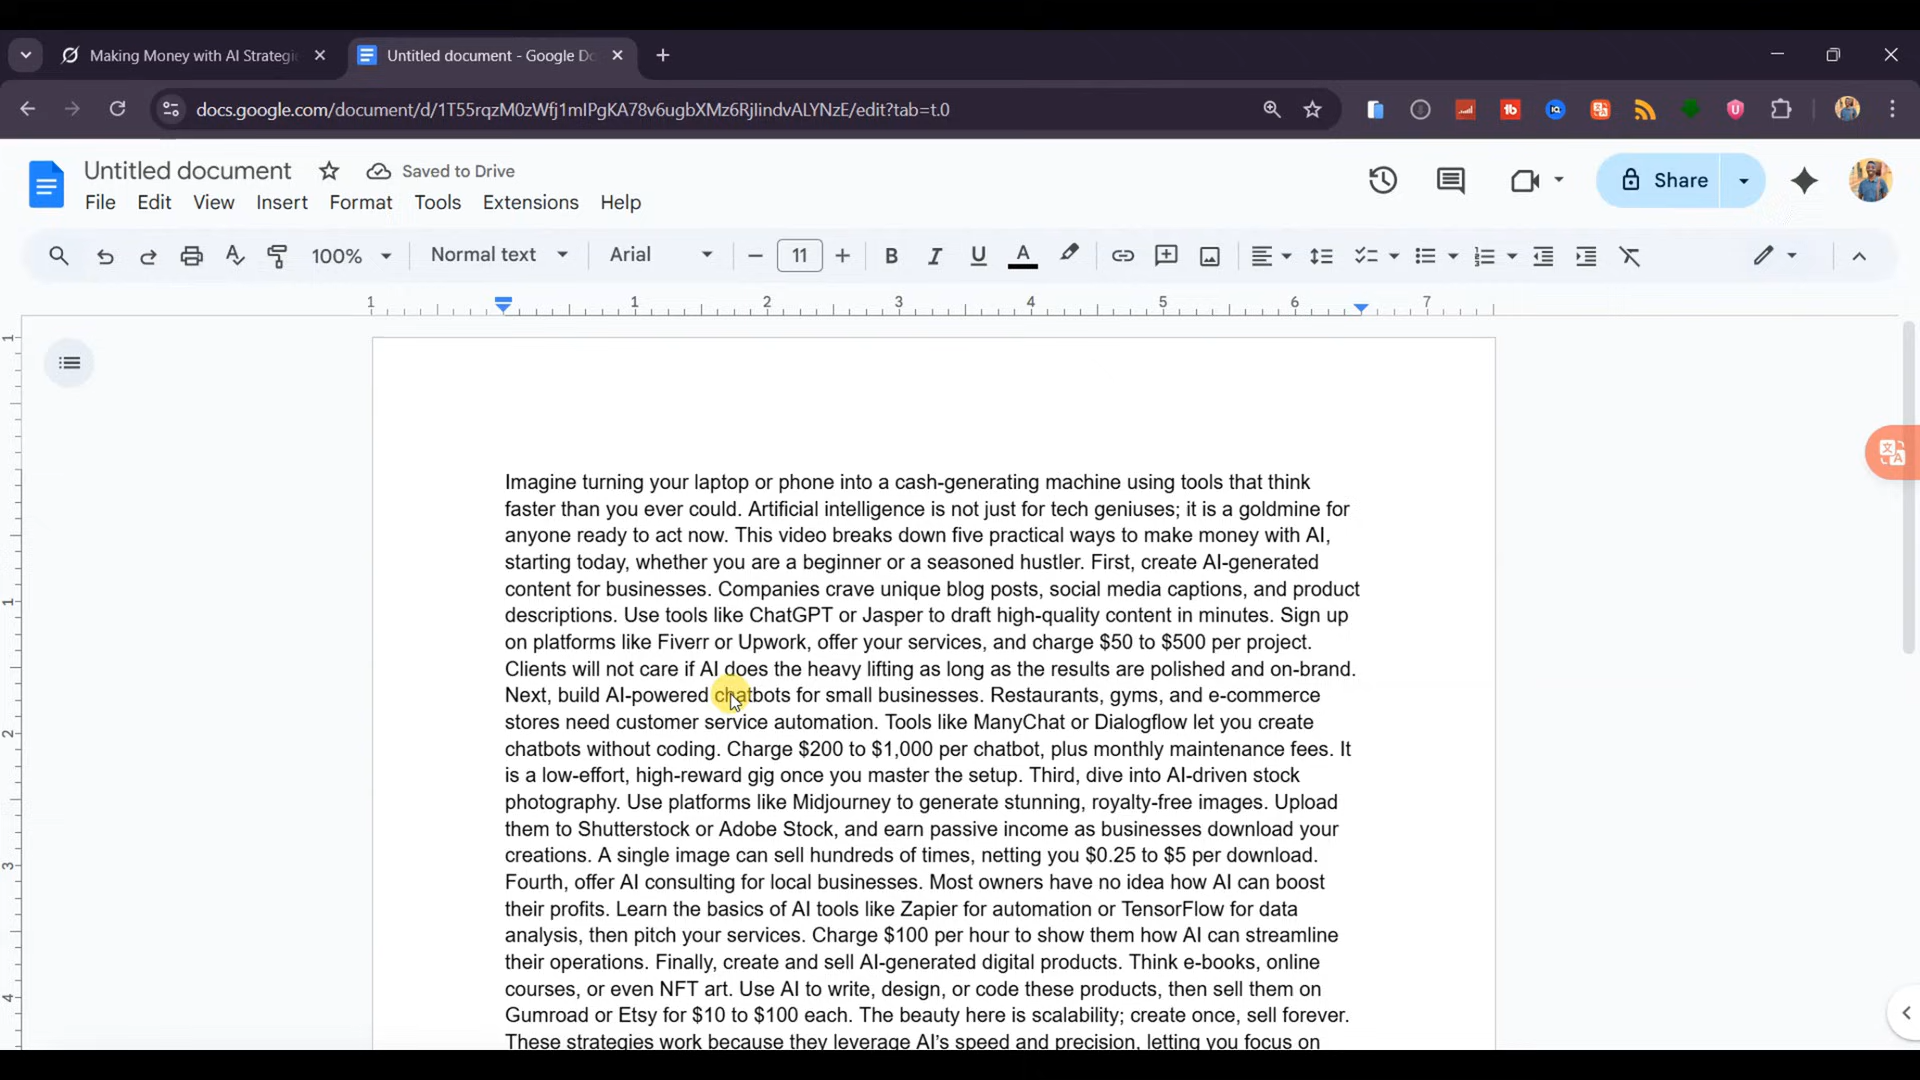 Making Money with AI Strategi
Untitled document - Google Do
docs.google.com/document/d/1T55rqzM0zWfj1mIPgKA78v6ugbXMz6RjlindvALYNzE/edit?tab=t.0
Untitled document
Saved to Drive
File Edit View Insert Format Tools Extensions Help
Share
100% Normal text Arial 11
1 1 2 3 4 5 6 7
Imagine turning your laptop or phone into a cash-generating machine using tools that think
faster than you ever could. Artificial intelligence is not just for tech geniuses; it is a goldmine for
anyone ready to act now. This video breaks down five practical ways to make money with AI,
starting today, whether you are a beginner or a seasoned hustler. First, create AI-generated
content for businesses. Companies crave unique blog posts, social media captions, and product
descriptions. Use tools like ChatGPT or Jasper to draft high-quality content in minutes. Sign up
on platforms like Fiverr or Upwork, offer your services, and charge $50 to $500 per project.
Clients will not care if AI does the heavy lifting as long as the results are polished and on-brand.
Next, build AI-powered chatbots for small businesses. Restaurants, gyms, and e-commerce
stores need customer service automation. Tools like ManyChat or Dialogflow let you create
chatbots without coding. Charge $200 to $1,000 per chatbot, plus monthly maintenance fees. It
is a low-effort, high-reward gig once you master the setup. Third, dive into AI-driven stock
photography. Use platforms like Midjourney to generate stunning, royalty-free images. Upload
them to Shutterstock or Adobe Stock, and earn passive income as businesses download your
creations. A single image can sell hundreds of times, netting you $0.25 to $5 per download.
Fourth, offer AI consulting for local businesses. Most owners have no idea how AI can boost
their profits. Learn the basics of AI tools like Zapier for automation or TensorFlow for data
analysis, then pitch your services. Charge $100 per hour to show them how AI can streamline
their operations. Finally, create and sell AI-generated digital products. Think e-books, online
courses, or even NFT art. Use AI to write, design, or code these products, then sell them on
Gumroad or Etsy for $10 to $100 each. The beauty here is scalability; create once, sell forever.
These strategies work because they leverage AI's speed and precision, letting you focus on